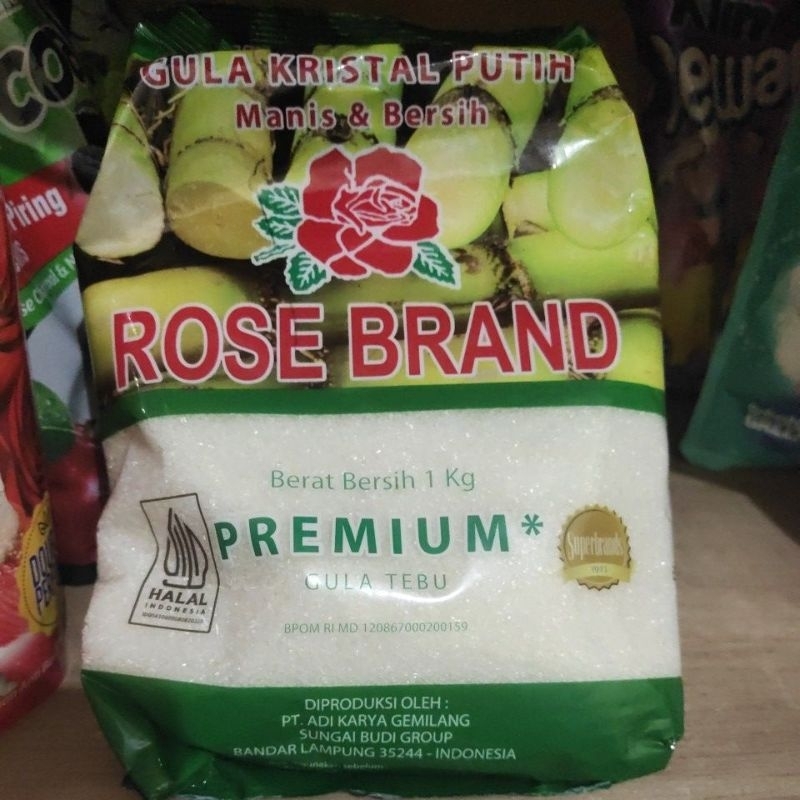 GULA KRISTAL PUTIH
Manis & Bersih
ROSE BRAND
Berat Bersih 1 Kg
PREMIUM*
GULA TEBU
HALAL
INDONESIA
Superbrands
BPOM RI MD 120867000200159
DIPRODUKSI OLEH :
PT. ADI KARYA GEMILANG
SUNGAI BUDI GROUP
BANDAR LAMPUNG 35244 - INDONESIA
CO
Piring